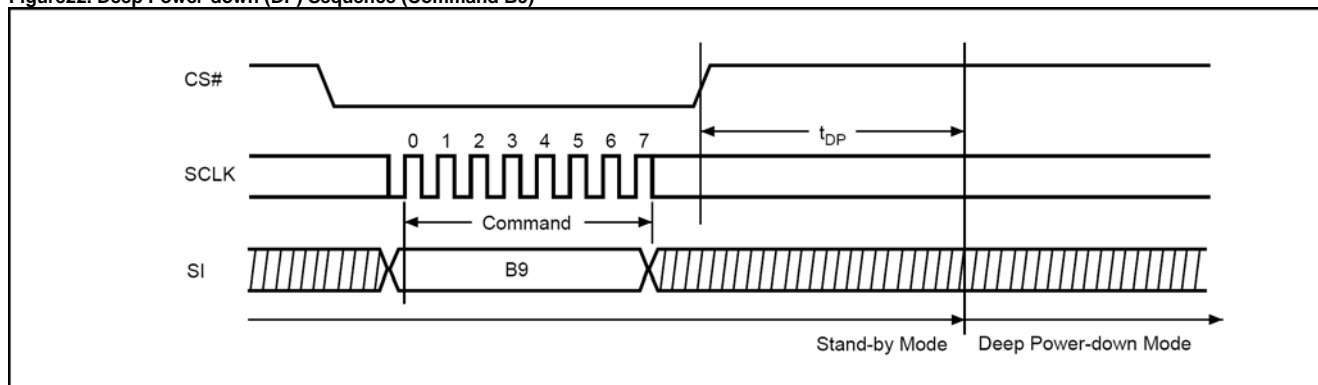 Figure22. Deep Power-down (DP) Sequence (Command B9)
CS#
0 1 2 3 4 5 6 7
tDP
SCLK
Command
SI
B9
Stand-by Mode
Deep Power-down Mode